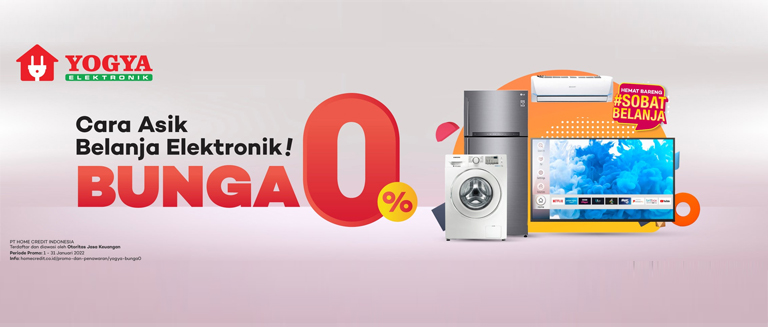 YOGYA
ELEKTRONIK
Cara Asik
Belanja Elektronik!
BUNGA 0%
HEMAT BARENG
#SOBAT
BELANJA
NETFLIX
PT HOME CREDIT INDONESIA
Terdaftar dan diawasi oleh Otoritas Jasa Keuangan
Periode Promo: 1 - 31 Januari 2022
Info: homecredit.co.id/promo-dan-penawaran/yogya-bunga0